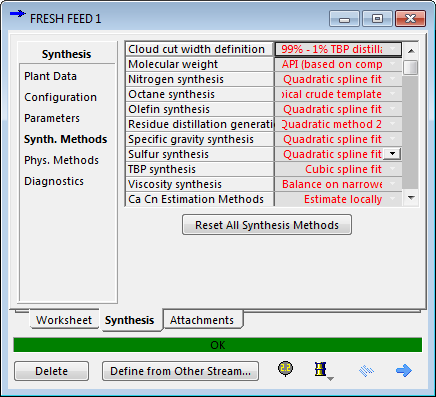 FRESH FEED 1
Synthesis
Plant Data
Configuration
Parameters
Synth. Methods
Phys. Methods
Diagnostics
Cloud cut width definition 99% - 1% TBP distilla
Molecular weight API (based on comp
Nitrogen synthesis Quadratic spline fit
Octane synthesis pical crude template
Olefin synthesis Quadratic spline fit
Residue distillation generatio Quadratic method 2
Specific gravity synthesis Quadratic spline fit
Sulfur synthesis Quadratic spline fit
TBP synthesis Cubic spline fit
Viscosity synthesis Balance on narrowe
Ca Cn Estimation Methods Estimate locally
Reset All Synthesis Methods
Worksheet Synthesis Attachments
OK
Delete Define from Other Stream...